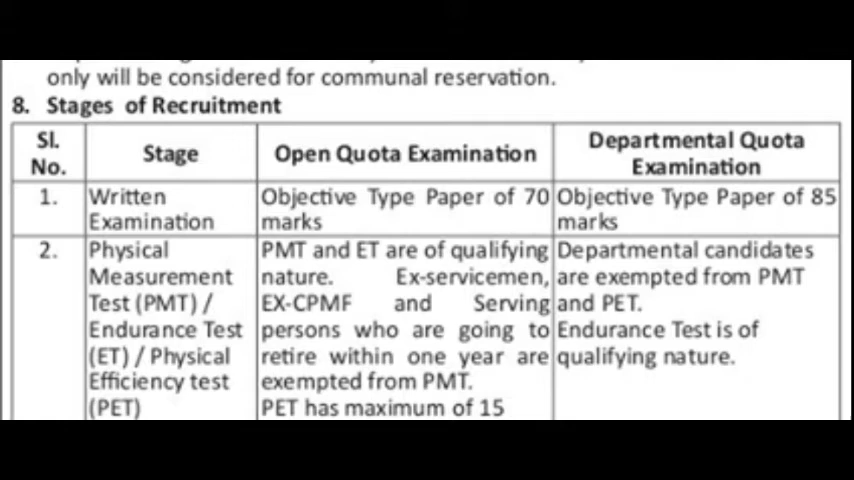 only will be considered for communal reservation.
8. Stages of Recruitment
Sl. No.
Stage
Open Quota Examination
Departmental Quota Examination
1.
Written
Examination
Objective Type Paper of 70
marks
Objective Type Paper of 85
marks
2.
Physical
Measurement
Test (PMT) /
Endurance Test
(ET) / Physical
Efficiency test
(PET)
PMT and ET are of qualifying
nature. Ex-servicemen,
EX-CPMF and Serving
persons who are going to
retire within one year are
exempted from PMT.
PET has maximum of 15
Departmental candidates
are exempted from PMT
and PET.
Endurance Test is of
qualifying nature.